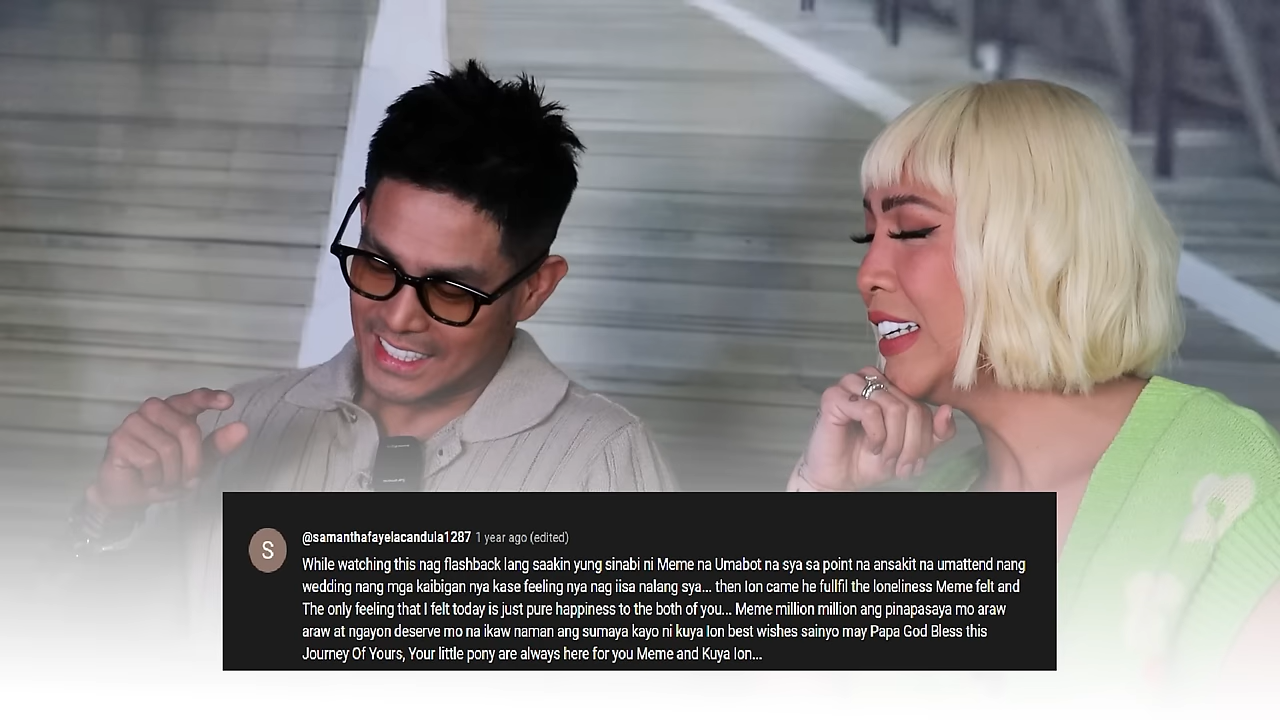 S
@samanthafayelacandula1287 1 year ago (edited)
While watching this nag flashback lang saakin yung sinabi ni Meme na Umabot na sya sa point na ansakit na umattend nang
wedding nang mga kaibigan nya kase feeling nya nag iisa nalang sya... then Ion came he fullfil the loneliness Meme felt and
The only feeling that I felt today is just pure happiness to the both of you... Meme million million ang pinapasaya mo araw
araw at ngayon deserve mo na ikaw naman ang sumaya kayo ni kuya Ion best wishes sainyo may Papa God Bless this
Journey Of Yours, Your little pony are always here for you Meme and Kuya Ion...